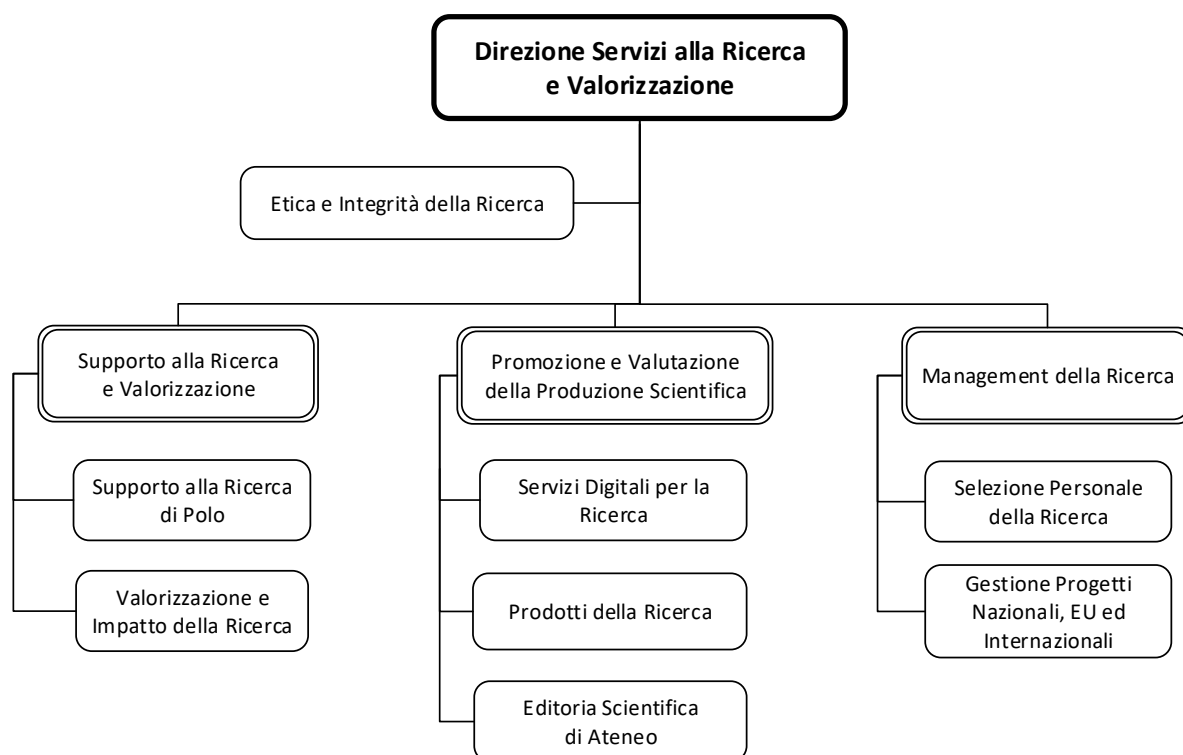 Direzione Servizi alla Ricerca
e Valorizzazione
Etica e Integrità della Ricerca
Supporto alla Ricerca
e Valorizzazione
Supporto alla Ricerca
di Polo
Valorizzazione e
Impatto della Ricerca
Promozione e Valutazione
della Produzione Scientifica
Servizi Digitali per la
Ricerca
Prodotti della Ricerca
Editoria Scientifica
di Ateneo
Management della Ricerca
Selezione Personale
della Ricerca
Gestione Progetti
Nazionali, EU ed
Internazionali